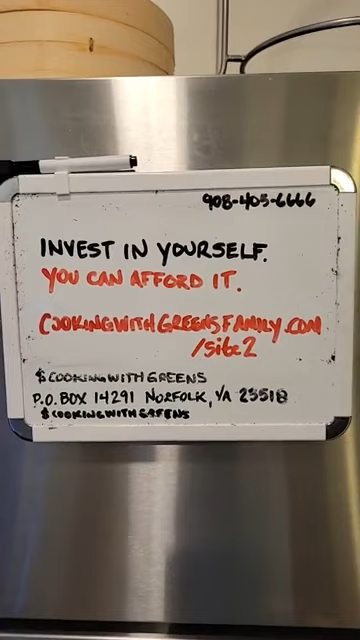 908-405-6666
INVEST IN YOURSELF.
YOU CAN AFFORD IT.
COOKINGWITHGREENSFAMILY.COM
/Site2
$COOKINGWITHGREENS
P.O.BOX 14291 NORFOLK, VA 23518
$COOKINGWITHGREENS